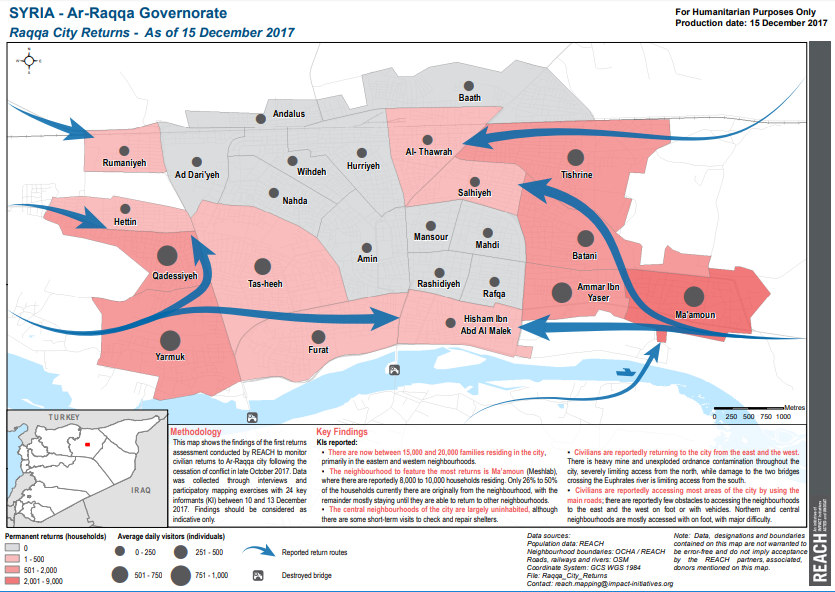 SYRIA - Ar-Raqqa Governorate
Raqqa City Returns - As of 15 December 2017
For Humanitarian Purposes Only
Production date: 15 December 2017
N
W E
S
Baath
Andalus
Rumaniyeh
Ad Dari'yeh
Wihdeh
Hurriyeh
Al- Thawrah
Tishrine
Nahda
Salhiyeh
Hettin
Mansour
Mahdi
Qadessiyeh
Tas-heeh
Amin
Batani
Rashidiyeh
Rafqa
Ammar Ibn
Yaser
Ma'amoun
Hisham Ibn
Abd Al Malek
Yarmuk
Furat
Metres
0 250 500 750 1000
TURKEY
IRAQ
Methodology
This map shows the findings of the first returns
assessment conducted by REACH to monitor
civilian returns to Ar-Raqqa city following the
cessation of conflict in late October 2017. Data
was collected through interviews and
participatory mapping exercises with 24 key
informants (KI) between 10 and 13 December
2017. Findings should be considered as
indicative only.
Key Findings
KIs reported:
• There are now between 15,000 and 20,000 families residing in the city,
primarily in the eastern and western neighbourhoods.
• The neighbourhood to feature the most returns is Ma'amoun (Meshlab),
where there are reportedly 8,000 to 10,000 households residing. Only 26% to 50%
of the households currently there are originally from the neighbourhood, with the
remainder mostly staying until they are able to return to other neighbourhoods.
• The central neighbourhoods of the city are largely uninhabited, although
there are some short-term visits to check and repair shelters.
• Civilians are reportedly returning to the city from the east and the west.
There is heavy mine and unexploded ordnance contamination throughout the
city, severely limiting access from the north, while damage to the two bridges
crossing the Euphrates river is limiting access from the south.
• Civilians are reportedly accessing most areas of the city by using the
main roads; there are reportedly few obstacles to accessing the neighbourhoods
to the east and the west on foot or with vehicles. Northern and central
neighbourhoods are mostly accessed with on foot, with major difficulty.
Permanent returns (households)
0
1 - 500
501 - 2,000
2,001 - 9,000
Average daily visitors (individuals)
0 - 250
251 - 500
501 - 750
751 - 1,000
Reported return routes
Destroyed bridge
Data sources:
Population data: REACH
Neighbourhood boundaries: OCHA / REACH
Roads, railways and rivers: OSM
Coordinate System: GCS WGS 1984
File: Raqqa_City_Returns
Contact: reach.mapping@impact-initiatives.org
Note: Data, designations and boundaries
contained on this map are not warranted to
be error-free and do not imply acceptance
by the REACH partners, associated,
donors mentioned on this map.
REACH